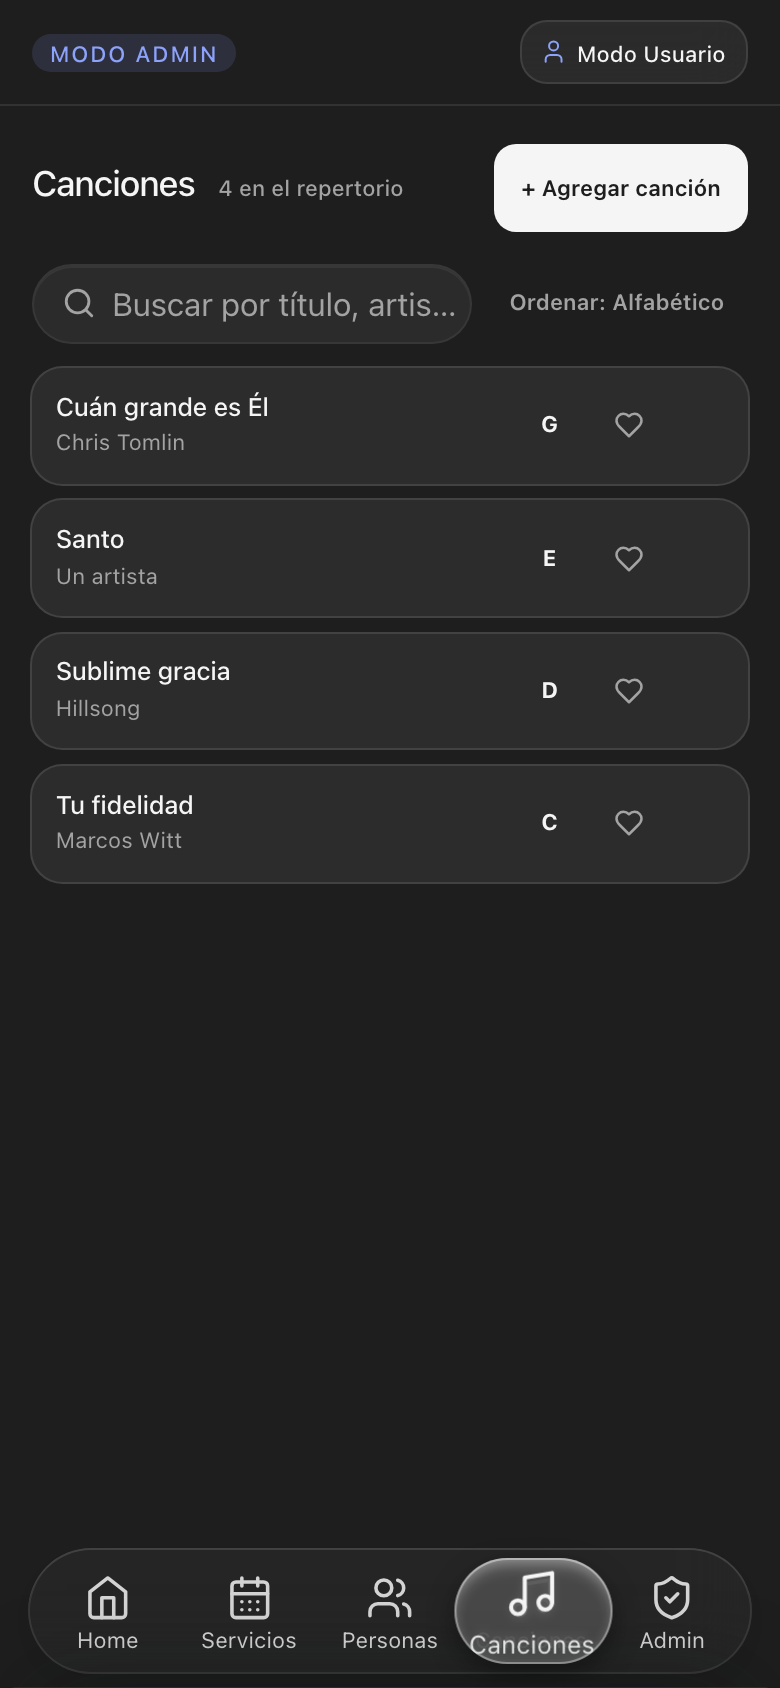 MODO ADMIN
Modo Usuario
Canciones
4 en el repertorio
+ Agregar canción
Buscar por título, artis...
Ordenar: Alfabético
Cuán grande es Él
Chris Tomlin
G
Santo
Un artista
E
Sublime gracia
Hillsong
D
Tu fidelidad
Marcos Witt
C
Home
Servicios
Personas
Canciones
Admin